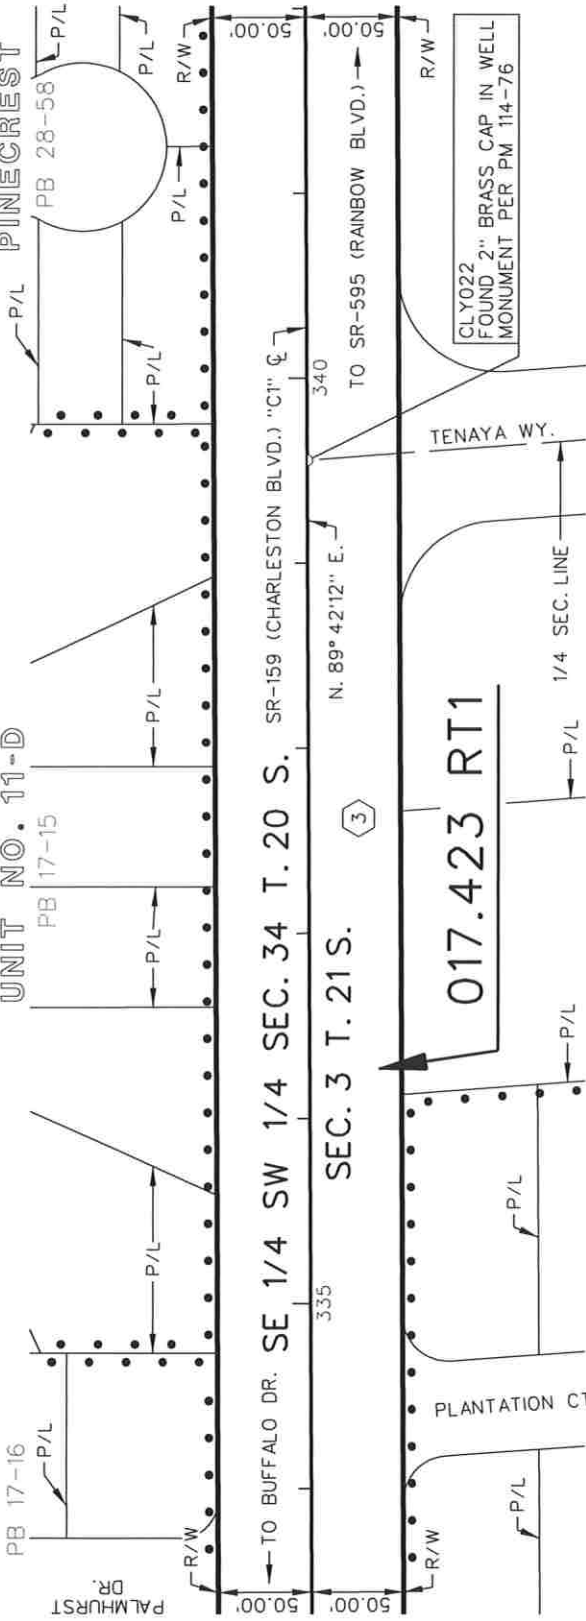 PB 17-16
PALMHURST
DR.
P/L
P/L
UNIT NO. 11-D
PB 17-15
P/L
P/L
P/L
PINECREST
PB 28-58
P/L
P/L
P/L
P/L
R/W
R/W
50.00'
50.00'
TO BUFFALO DR.
SE 1/4 SW 1/4 SEC. 34 T. 20 S.
SR-159 (CHARLESTON BLVD.) "C1" ℄
50.00'
50.00'
335
340
SEC. 3 T. 21 S.
3
N. 89° 42'12" E.
TO SR-595 (RAINBOW BLVD.)
R/W
R/W
PLANTATION CT
P/L
P/L
P/L
017.423 RT1
P/L
1/4 SEC. LINE
TENAYA WY.
CLY022
FOUND 2" BRASS CAP IN WELL
MONUMENT PER PM 114-76